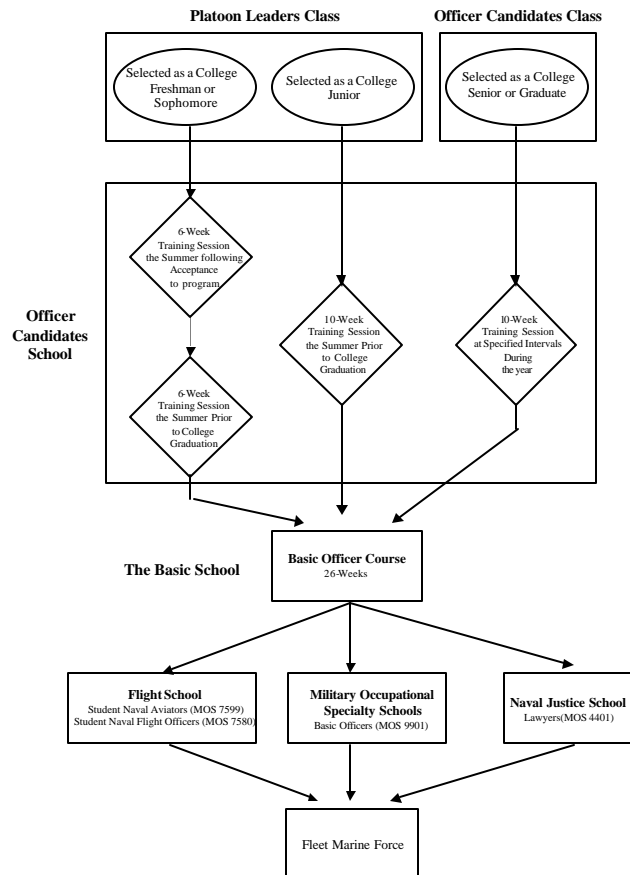 Platoon Leaders Class
Officer Candidates Class
Selected as a College
Freshman or
Sophomore
Selected as a College
Junior
Selected as a College
Senior or Graduate
6-Week
Training Session
the Summer following
Acceptance
to program
Officer
Candidates
School
10-Week
Training Session
the Summer Prior
to College
Graduation
10-Week
Training Session
at Specified Intervals
During
the year
6-Week
Training Session
the Summer Prior
to College
Graduation
The Basic School
Basic Officer Course
26-Weeks
Flight School
Student Naval Aviators (MOS 7599)
Student Naval Flight Officers (MOS 7580)
Military Occupational
Specialty Schools
Basic Officers (MOS 9901)
Naval Justice School
Lawyers(MOS 4401)
Fleet Marine Force